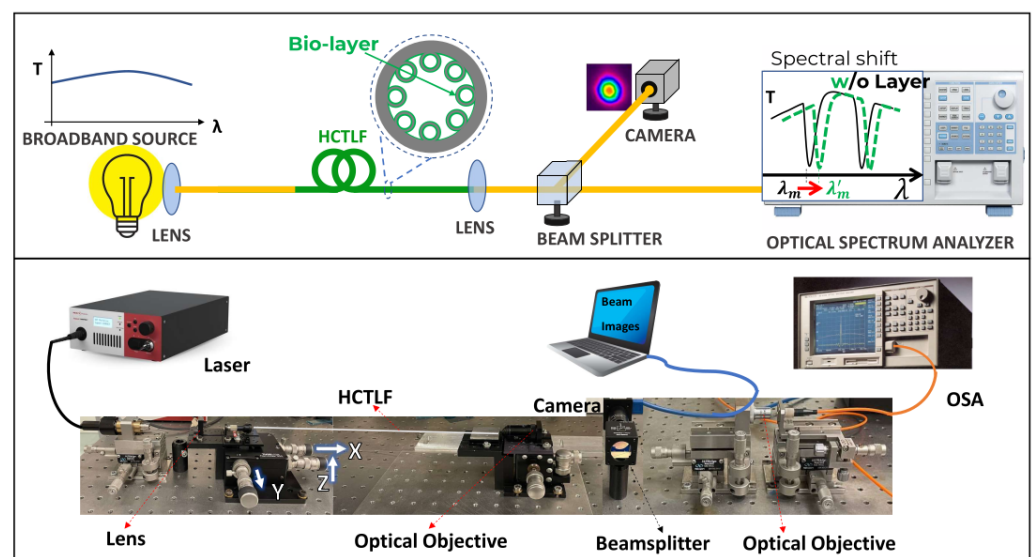 Bio-layer
Spectral shift
w/o Layer
T
T
BROADBAND SOURCE
λ
HCTLF
CAMERA
λm
λ′m
λ
LENS
LENS
BEAM SPLITTER
OPTICAL SPECTRUM ANALYZER
Beam
Images
Laser
HCTLF
Camera
OSA
X
Y
Z
Lens
Optical Objective
Beamsplitter
Optical Objective